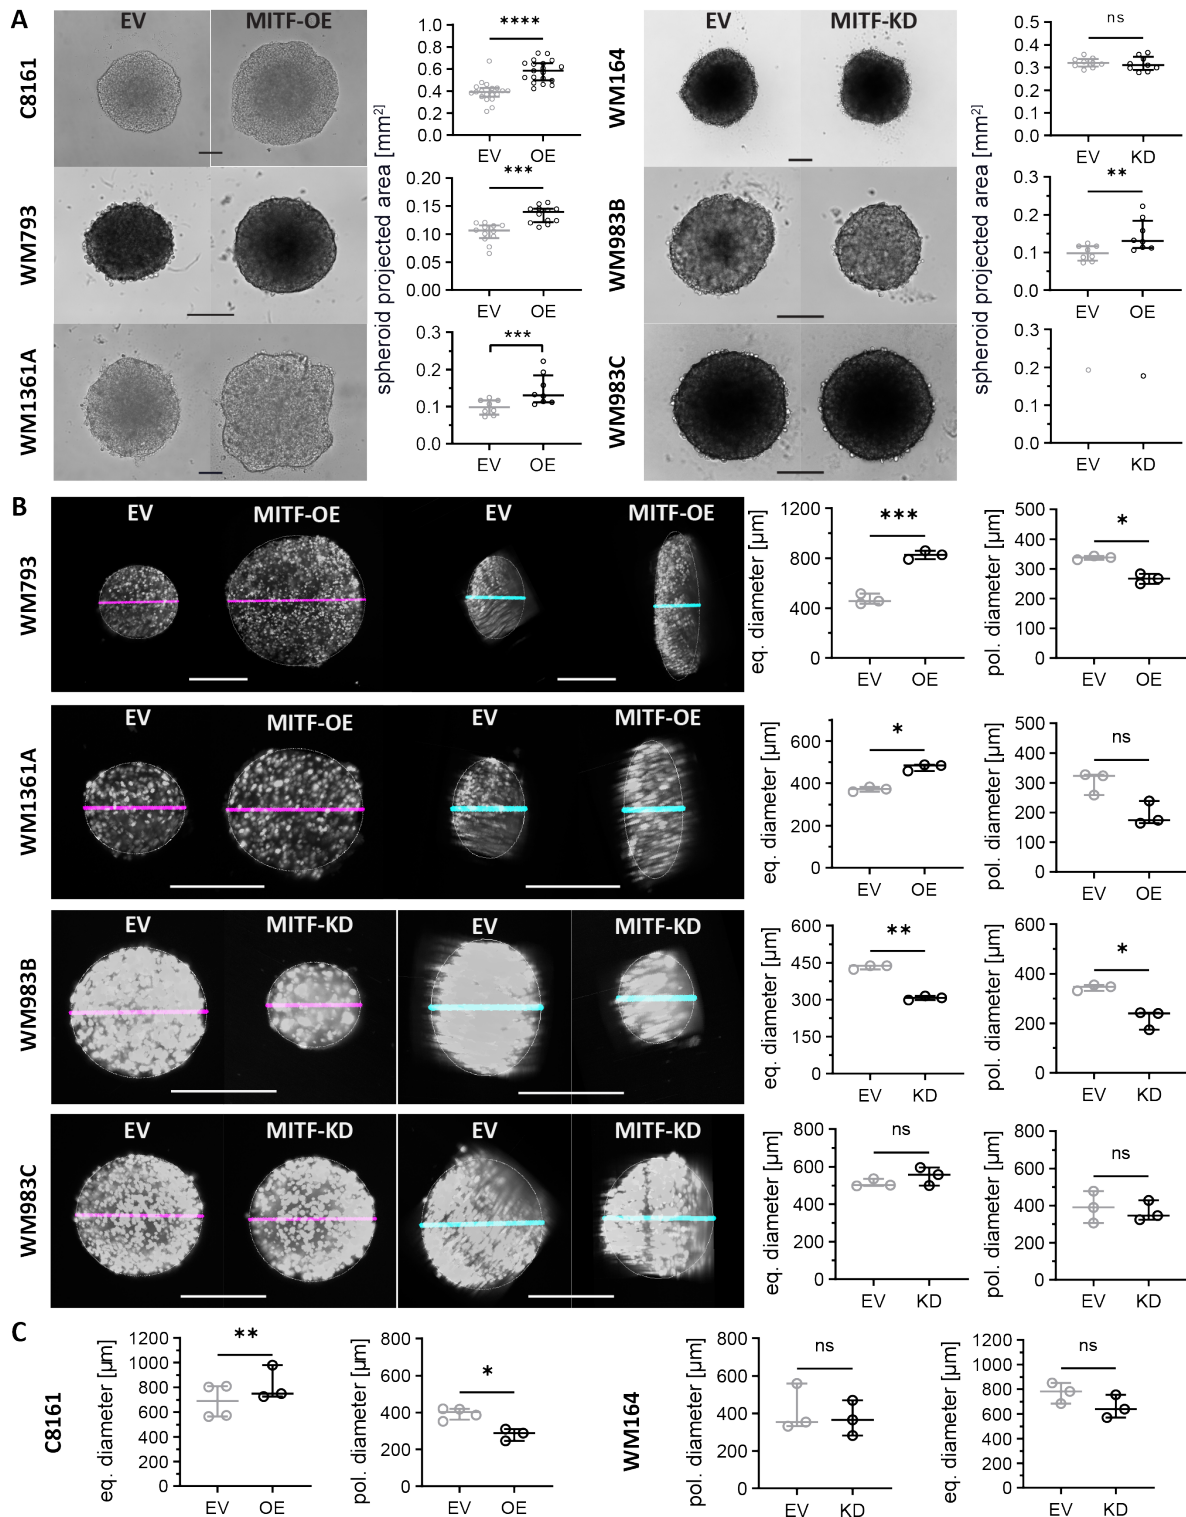 A
EV MITF-OE
C8161
WM793
WM1361A
spheroid projected area [mm²]
1.0
0.8
0.6
0.4
0.2
0.0
****
EV OE
0.20
0.15
0.10
0.05
0.00
***
EV OE
0.3
0.2
0.1
0.0
***
EV OE
EV MITF-KD
WM164
WM983B
WM983C
spheroid projected area [mm²]
0.5
0.4
0.3
0.2
0.1
0.0
ns
EV KD
0.3
0.2
0.1
0.0
**
EV OE
0.3
0.2
0.1
0.0
EV KD
B
WM793
EV MITF-OE EV MITF-OE
eq. diameter [µm]
1200
800
400
0
***
EV OE
pol. diameter [µm]
500
400
300
200
100
0
*
EV OE
WM1361A
EV MITF-OE EV MITF-OE
eq. diameter [µm]
600
400
200
0
*
EV OE
pol. diameter [µm]
500
400
300
200
100
0
ns
EV OE
WM983B
EV MITF-KD EV MITF-KD
eq. diameter [µm]
600
450
300
150
0
**
EV KD
pol. diameter [µm]
600
400
200
0
*
EV KD
WM983C
EV MITF-KD EV MITF-KD
eq. diameter [µm]
800
600
400
200
0
ns
EV KD
pol. diameter [µm]
800
600
400
200
0
ns
EV KD
C
C8161
eq. diameter [µm]
1200
1000
800
600
400
200
0
**
EV OE
pol. diameter [µm]
800
600
400
200
0
*
EV OE
WM164
pol. diameter [µm]
800
600
400
200
0
ns
EV KD
eq. diameter [µm]
1200
1000
800
600
400
200
0
ns
EV KD